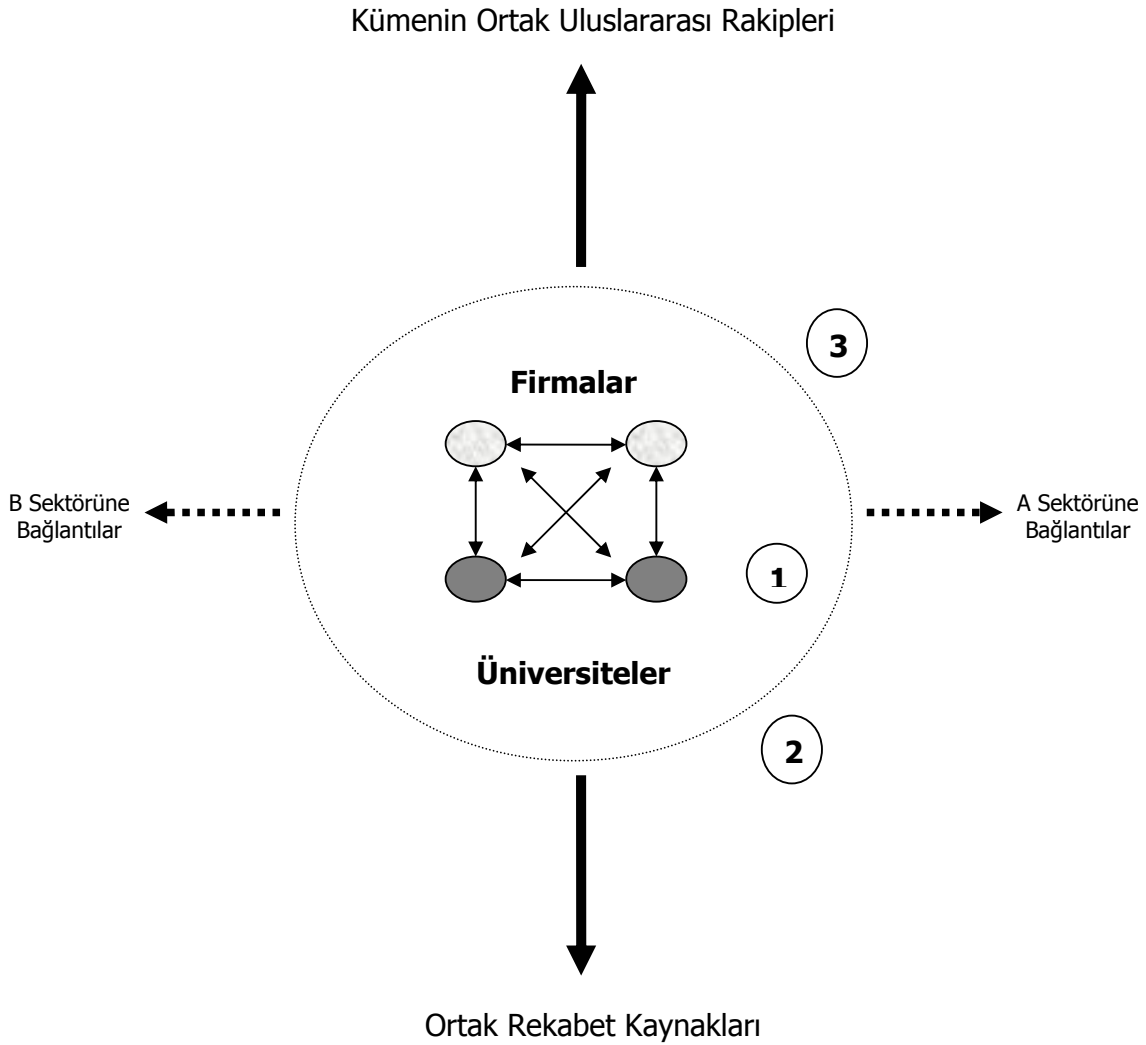 Kümenin Ortak Uluslararası Rakipleri
3
Firmalar
B Sektörüne
Bağlantılar
A Sektörüne
Bağlantılar
1
Üniversiteler
2
Ortak Rekabet Kaynakları